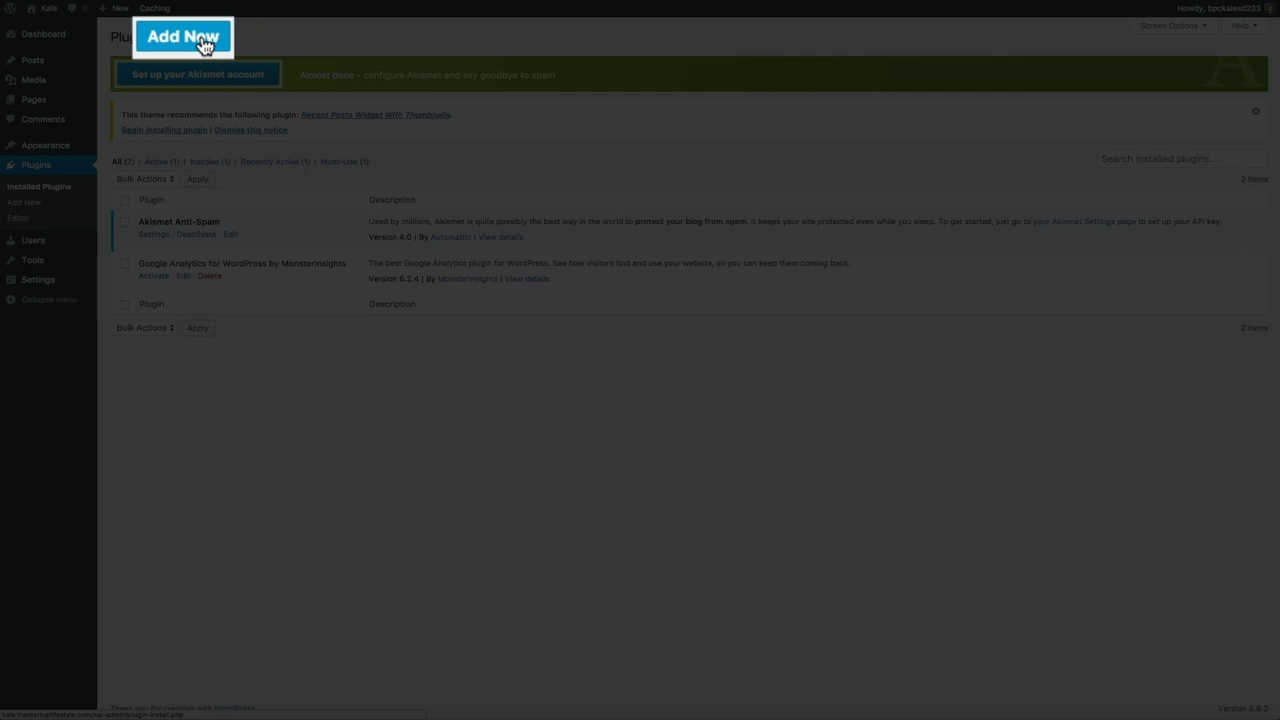 Kale 0 New Caching Howdy, bpckalesd233
Screen Options Help
Dashboard
Posts
Media
Pages
Comments
Appearance
Plugins
Installed Plugins
Add New
Editor
Users
Tools
Settings
Collapse menu
Add New
Set up your Akismet account Almost done - configure Akismet and say goodbye to spam
This theme recommends the following plugin: Recent Posts Widget With Thumbnails.
Begin installing plugin | Dismiss this notice
All (2) | Active (1) | Inactive (1) | Recently Active (1) | Must-Use (1)
Search installed plugins...
Bulk Actions Apply 2 items
Plugin Description
Akismet Anti-Spam Used by millions, Akismet is quite possibly the best way in the world to protect your blog from spam. It keeps your site protected even while you sleep. To get started, just go to your Akismet Settings page to set up your API key.
Settings | Deactivate | Edit Version 4.0 | By Automattic | View details
Google Analytics for WordPress by MonsterInsights The best Google Analytics plugin for WordPress. See how visitors find and use your website, so you can keep them coming back.
Activate | Edit | Delete Version 6.2.4 | By MonsterInsights | View details
Plugin Description
Bulk Actions Apply 2 items
Thank you for creating with WordPress.
Version 4.8.2
kale.thestartuplifestyle.com/wp-admin/plugin-install.php